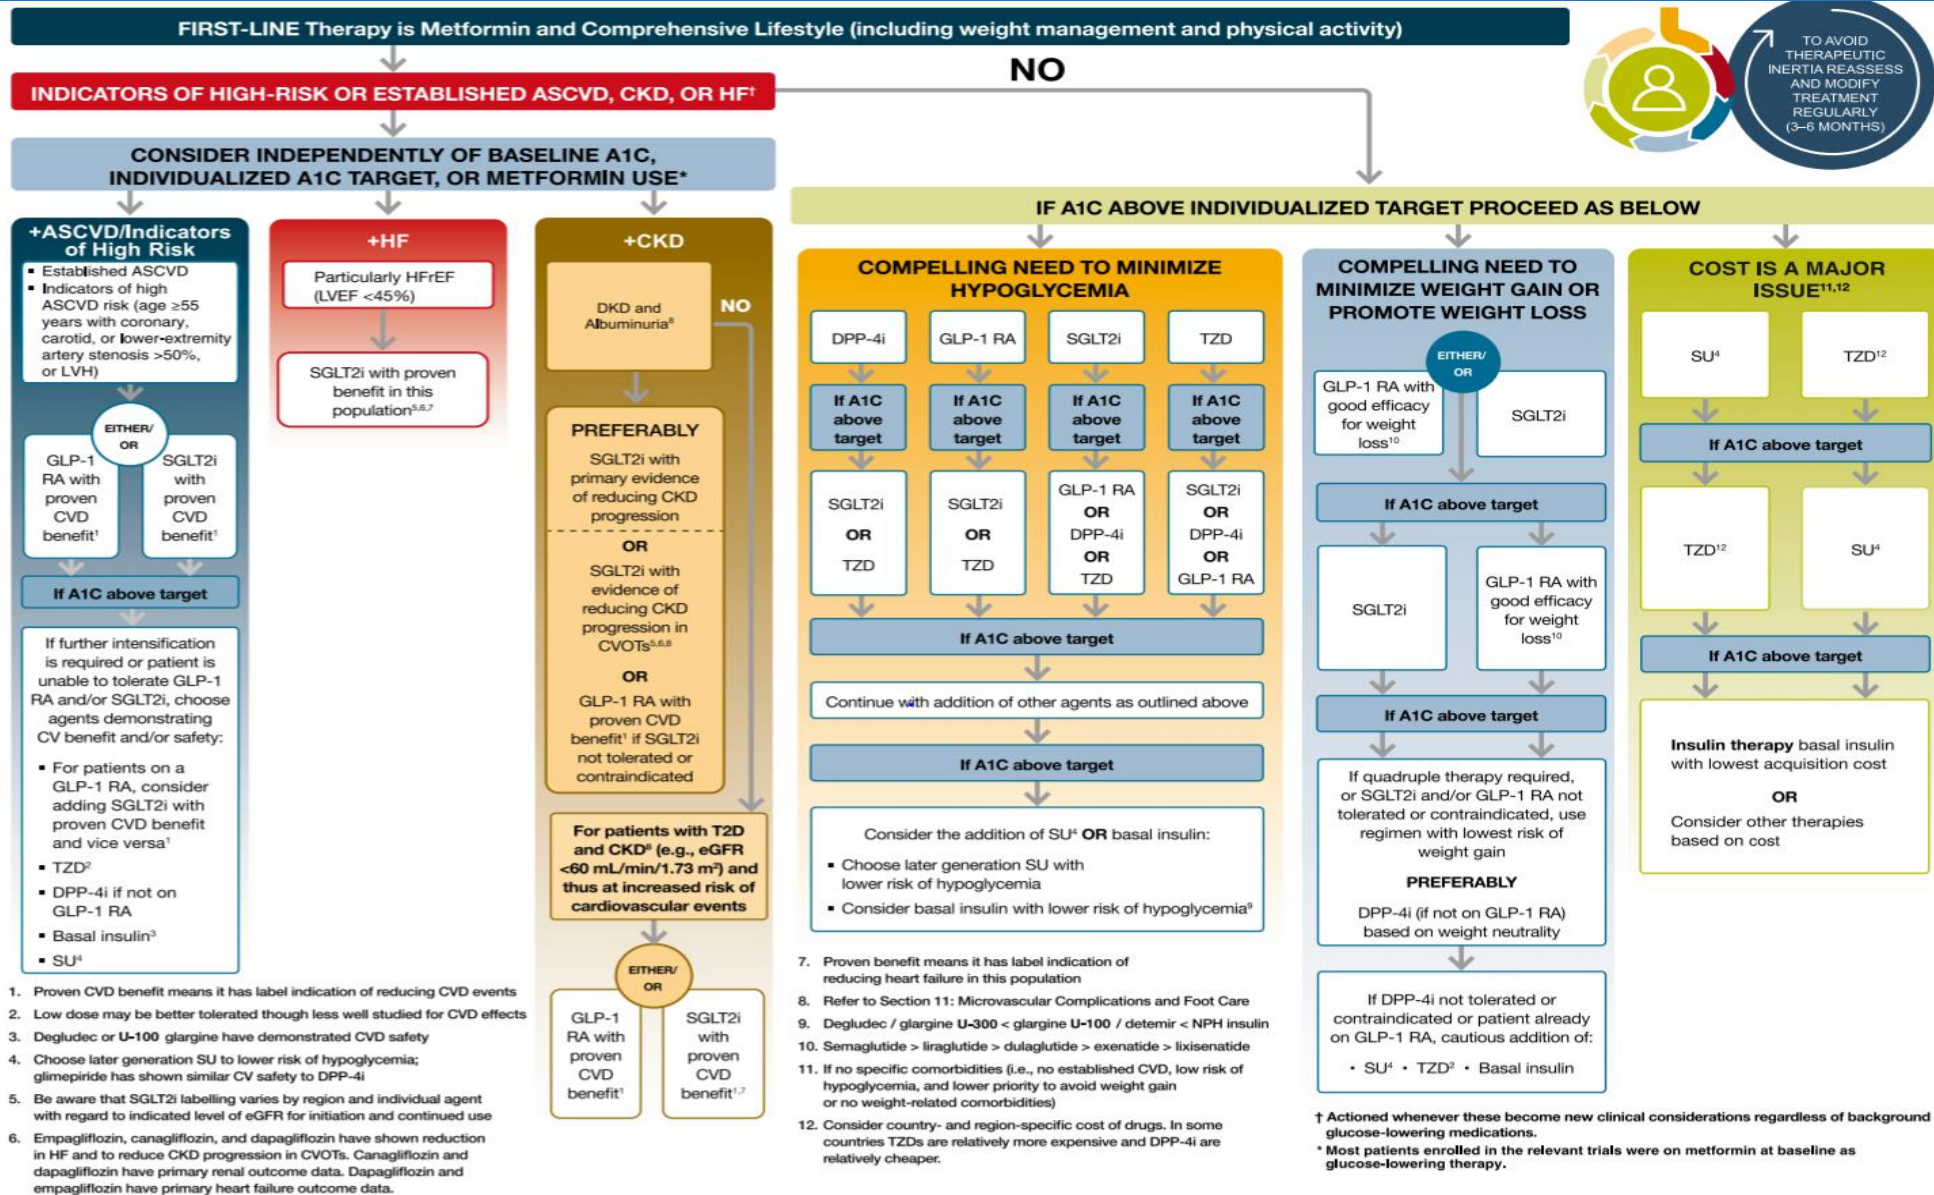 FIRST-LINE Therapy is Metformin and Comprehensive Lifestyle (including weight management and physical activity)
TO AVOID
THERAPEUTIC
INERTIA REASSESS
AND MODIFY
TREATMENT
REGULARLY
(3–6 MONTHS)
INDICATORS OF HIGH-RISK OR ESTABLISHED ASCVD, CKD, OR HF†
NO
CONSIDER INDEPENDENTLY OF BASELINE A1C,
INDIVIDUALIZED A1C TARGET, OR METFORMIN USE*
+ASCVD/Indicators
of High Risk
▪ Established ASCVD
▪ Indicators of high
ASCVD risk (age ≥55
years with coronary,
carotid, or lower-extremity
artery stenosis >50%,
or LVH)
EITHER/
OR
GLP-1
RA with
proven
CVD
benefit¹
SGLT2i
with
proven
CVD
benefit¹
If A1C above target
If further intensification
is required or patient is
unable to tolerate GLP-1
RA and/or SGLT2i, choose
agents demonstrating
CV benefit and/or safety:
▪ For patients on a
GLP-1 RA, consider
adding SGLT2i with
proven CVD benefit
and vice versa¹
▪ TZD²
▪ DPP-4i if not on
GLP-1 RA
▪ Basal insulin³
▪ SU⁴
+HF
Particularly HFrEF
(LVEF <45%)
SGLT2i with proven
benefit in this
population⁵,⁶,⁷
+CKD
DKD and
Albuminuria⁸
NO
PREFERABLY
SGLT2i with
primary evidence
of reducing CKD
progression
OR
SGLT2i with
evidence of
reducing CKD
progression in
CVOTs⁵,⁶,⁸
OR
GLP-1 RA with
proven CVD
benefit¹ if SGLT2i
not tolerated or
contraindicated
For patients with T2D
and CKD⁸ (e.g., eGFR
<60 mL/min/1.73 m²) and
thus at increased risk of
cardiovascular events
EITHER/
OR
GLP-1
RA with
proven
CVD
benefit¹
SGLT2i
with
proven
CVD
benefit¹,⁷
IF A1C ABOVE INDIVIDUALIZED TARGET PROCEED AS BELOW
COMPELLING NEED TO MINIMIZE
HYPOGLYCEMIA
DPP-4i
GLP-1 RA
SGLT2i
TZD
If A1C
above
target
If A1C
above
target
If A1C
above
target
If A1C
above
target
SGLT2i
OR
TZD
SGLT2i
OR
TZD
GLP-1 RA
OR
DPP-4i
OR
TZD
SGLT2i
OR
DPP-4i
OR
GLP-1 RA
If A1C above target
Continue with addition of other agents as outlined above
If A1C above target
Consider the addition of SU⁴ OR basal insulin:
▪ Choose later generation SU with
lower risk of hypoglycemia
▪ Consider basal insulin with lower risk of hypoglycemia⁹
COMPELLING NEED TO
MINIMIZE WEIGHT GAIN OR
PROMOTE WEIGHT LOSS
EITHER/
OR
GLP-1 RA with
good efficacy
for weight
loss¹⁰
SGLT2i
If A1C above target
SGLT2i
GLP-1 RA with
good efficacy
for weight
loss¹⁰
If A1C above target
If quadruple therapy required,
or SGLT2i and/or GLP-1 RA not
tolerated or contraindicated, use
regimen with lowest risk of
weight gain
PREFERABLY
DPP-4i (if not on GLP-1 RA)
based on weight neutrality
If DPP-4i not tolerated or
contraindicated or patient already
on GLP-1 RA, cautious addition of:
• SU⁴ • TZD² • Basal insulin
COST IS A MAJOR
ISSUE¹¹,¹²
SU⁴
TZD¹²
If A1C above target
TZD¹²
SU⁴
If A1C above target
Insulin therapy basal insulin
with lowest acquisition cost
OR
Consider other therapies
based on cost
1. Proven CVD benefit means it has label indication of reducing CVD events
2. Low dose may be better tolerated though less well studied for CVD effects
3. Degludec or U-100 glargine have demonstrated CVD safety
4. Choose later generation SU to lower risk of hypoglycemia;
glimepiride has shown similar CV safety to DPP-4i
5. Be aware that SGLT2i labelling varies by region and individual agent
with regard to indicated level of eGFR for initiation and continued use
6. Empagliflozin, canagliflozin, and dapagliflozin have shown reduction
in HF and to reduce CKD progression in CVOTs. Canagliflozin and
dapagliflozin have primary renal outcome data. Dapagliflozin and
empagliflozin have primary heart failure outcome data.
7. Proven benefit means it has label indication of
reducing heart failure in this population
8. Refer to Section 11: Microvascular Complications and Foot Care
9. Degludec / glargine U-300 < glargine U-100 / detemir < NPH insulin
10. Semaglutide > liraglutide > dulaglutide > exenatide > lixisenatide
11. If no specific comorbidities (i.e., no established CVD, low risk of
hypoglycemia, and lower priority to avoid weight gain
or no weight-related comorbidities)
12. Consider country- and region-specific cost of drugs. In some
countries TZDs are relatively more expensive and DPP-4i are
relatively cheaper.
† Actioned whenever these become new clinical considerations regardless of background
glucose-lowering medications.
* Most patients enrolled in the relevant trials were on metformin at baseline as
glucose-lowering therapy.